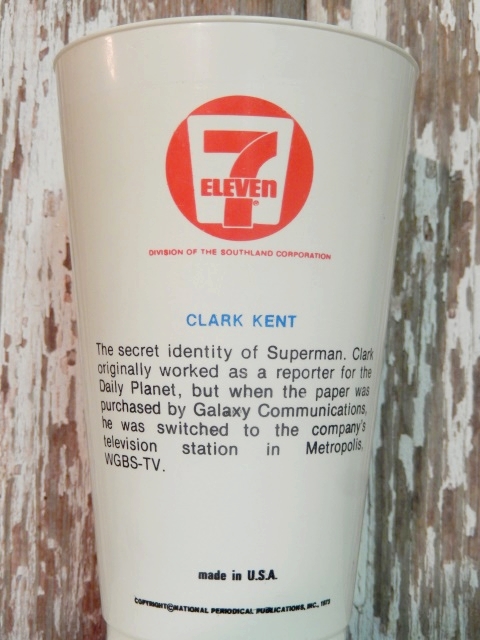 7
ELEVEn
®
DIVISION OF THE SOUTHLAND CORPORATION
CLARK KENT
The secret identity of Superman. Clark
originally worked as a reporter for the
Daily Planet, but when the paper was
purchased by Galaxy Communications,
he was switched to the company's
television station in Metropolis,
WGBS-TV.
made in U.S.A.
COPYRIGHT©NATIONAL PERIODICAL PUBLICATIONS, INC., 1973